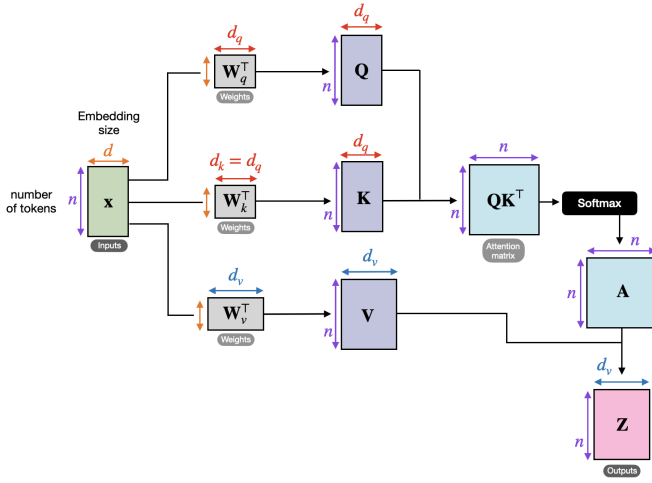 d_q
d_q
W_q^⊤
Q
n
Weights
Embedding
size
d
d_k = d_q
d_q
n
number
of tokens
n
x
W_k^⊤
n
K
n
QK^⊤
Softmax
Inputs
Weights
Attention
matrix
n
d_v
d_v
n
A
W_v^⊤
n
V
Weights
d_v
n
Z
Outputs